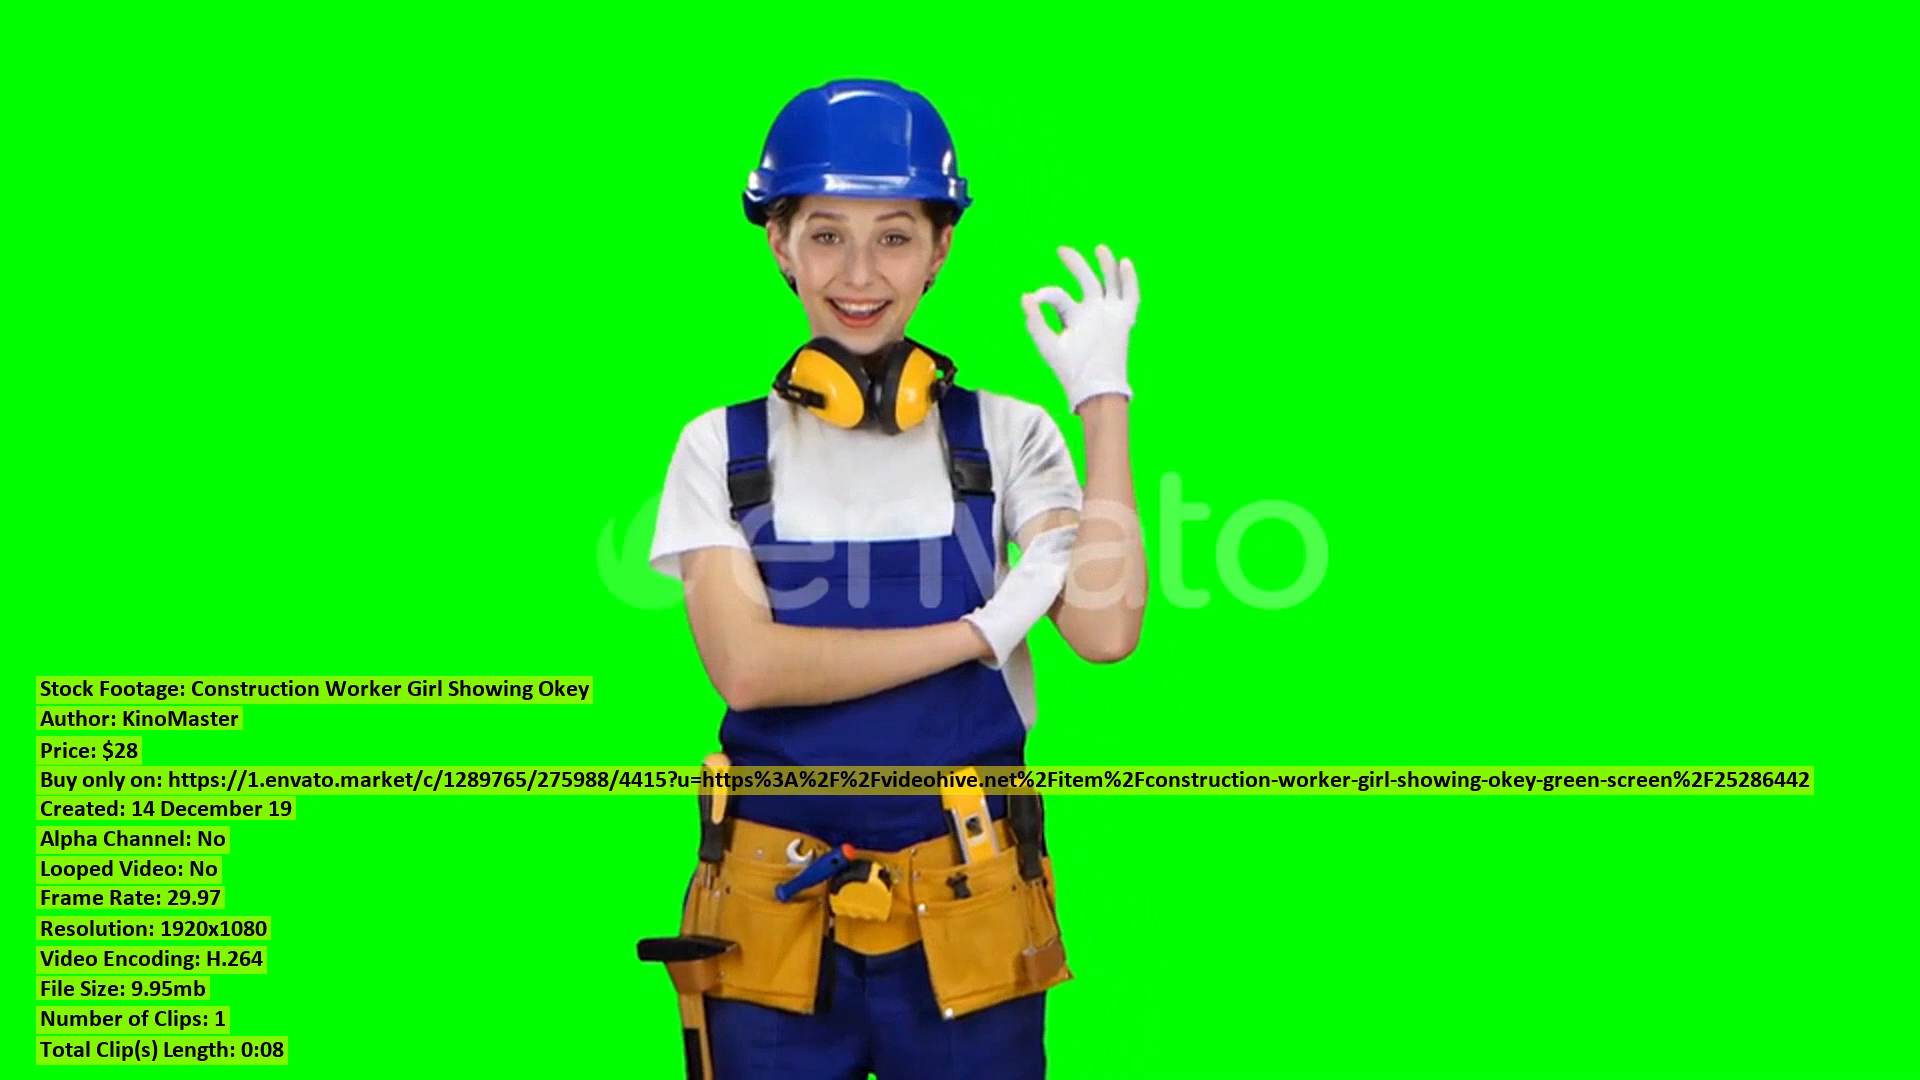 envato
Stock Footage: Construction Worker Girl Showing Okey
Author: KinoMaster
Price: $28
Buy only on: https://1.envato.market/c/1289765/275988/4415?u=https%3A%2F%2Fvideohive.net%2Fitem%2Fconstruction-worker-girl-showing-okey-green-screen%2F25286442
Created: 14 December 19
Alpha Channel: No
Looped Video: No
Frame Rate: 29.97
Resolution: 1920x1080
Video Encoding: H.264
File Size: 9.95mb
Number of Clips: 1
Total Clip(s) Length: 0:08